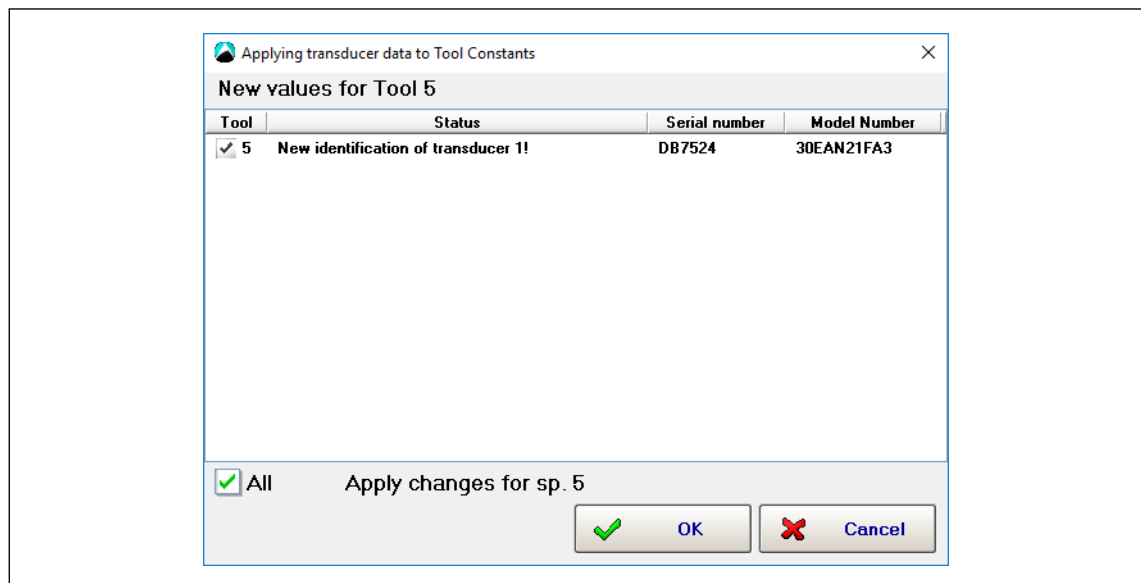 Applying transducer data to Tool Constants
New values for Tool 5
Tool Status Serial number Model Number
5 New identification of transducer 1! DB7524 30EAN21FA3
All Apply changes for sp. 5
OK Cancel